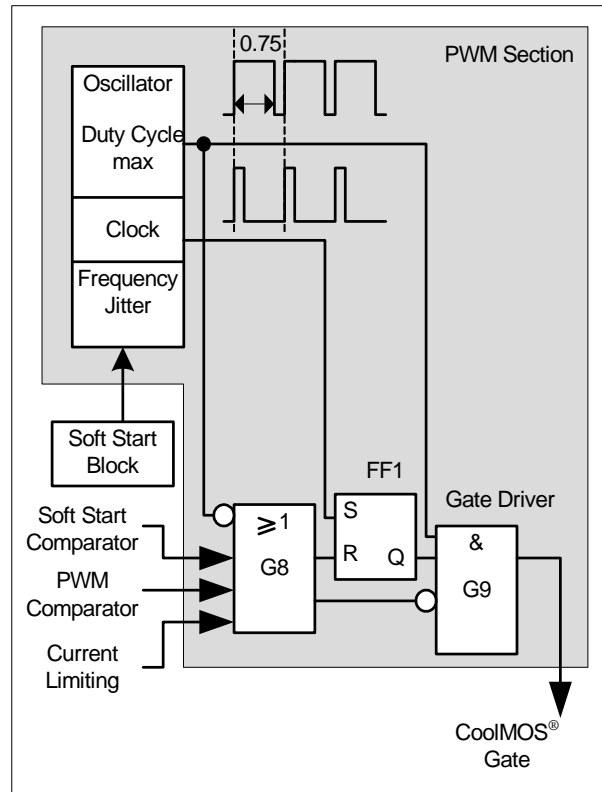 0.75
PWM Section
Oscillator
Duty Cycle
max
Clock
Frequency
Jitter
Soft Start
Block
FF1
Gate Driver
Soft Start
Comparator
PWM
Comparator
Current
Limiting
≥1
G8
S
R
Q
&
G9
CoolMOS®
Gate